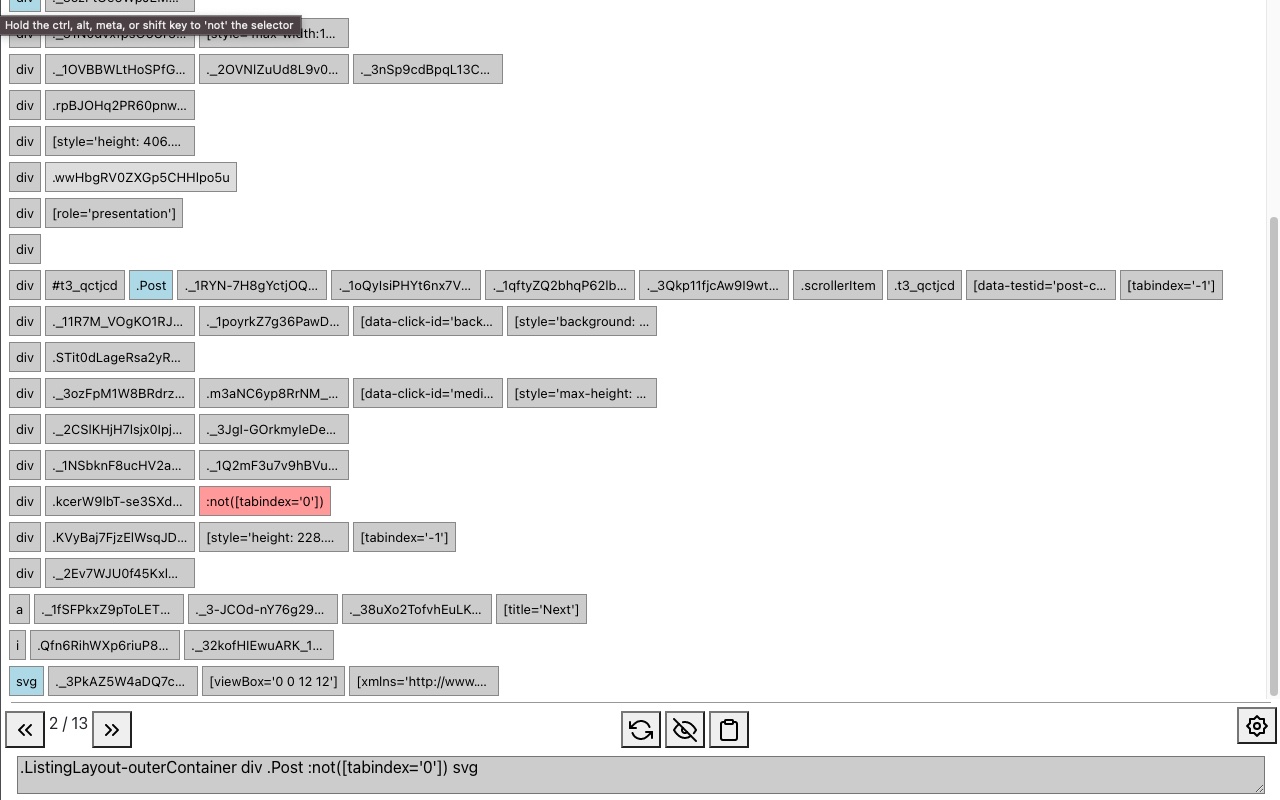 div
Hold the ctrl, alt, meta, or shift key to 'not' the selector
div [style='max-width:1...
div ._1OVBBWLtHoSPfG... ._2OVNlZuUd8L9v0... ._3nSp9cdBpqL13C...
div .rpBJOHq2PR60pnw...
div [style='height: 406....
div .wwHbgRV0ZXGp5CHHlpo5u
div [role='presentation']
div
div #t3_qctjcd .Post ._1RYN-7H8gYctjOQ... ._1oQyIsiPHYt6nx7V... ._1qftyZQ2bhqP62lb... ._3Qkp11fjcAw9I9wt... .scrollerItem .t3_qctjcd [data-testid='post-c... [tabindex='-1']
div ._11R7M_VOgKO1RJ... ._1poyrkZ7g36PawD... [data-click-id='back... [style='background: ...
div .STit0dLageRsa2yR...
div ._3ozFpM1W8BRdrz... .m3aNC6yp8RrNM_... [data-click-id='medi... [style='max-height: ...
div ._2CSlKHjH7lsjx0lpj... ._3JgI-GOrkmyIeDe...
div ._1NSbknF8ucHV2a... ._1Q2mF3u7v9hBVu...
div .kcerW9lbT-se3SXd... :not([tabindex='0'])
div .KVyBaj7FjzElWsqJD... [style='height: 228.... [tabindex='-1']
div ._2Ev7WJU0f45Kxl...
a ._1fSFPkxZ9pToLET... ._3-JCOd-nY76g29... ._38uXo2TofvhEuLK... [title='Next']
i .Qfn6RihWXp6riuP8... ._32kofHlEwuARK_1...
svg ._3PkAZ5W4aDQ7c... [viewBox='0 0 12 12'] [xmlns='http://www....
2 / 13
.ListingLayout-outerContainer div .Post :not([tabindex='0']) svg